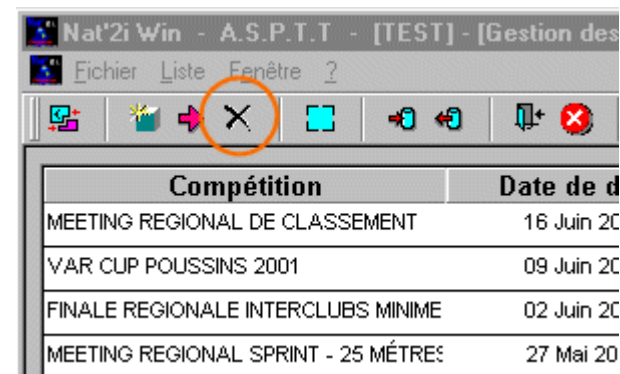 Nat'2i Win - A.S.P.T.T - [TEST] - [Gestion des
Fichier Liste Fenêtre ?
Compétition Date de d
MEETING REGIONAL DE CLASSEMENT 16 Juin 20
VAR CUP POUSSINS 2001 09 Juin 20
FINALE REGIONALE INTERCLUBS MINIME 02 Juin 20
MEETING REGIONAL SPRINT - 25 MÉTRES 27 Mai 20